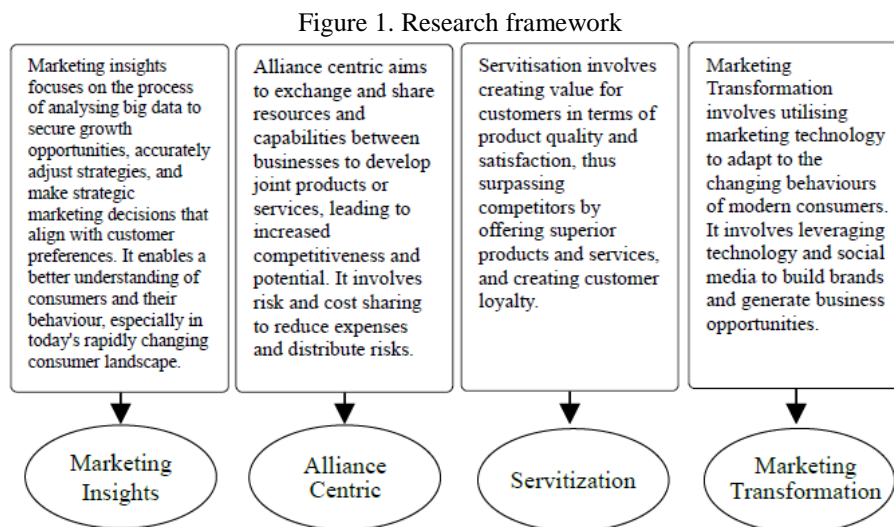 Figure 1. Research framework
Marketing insights
focuses on the process
of analysing big data to
secure growth
opportunities, accurately
adjust strategies, and
make strategic
marketing decisions that
align with customer
preferences. It enables a
better understanding of
consumers and their
behaviour, especially in
today's rapidly changing
consumer landscape.
Alliance centric aims
to exchange and share
resources and
capabilities between
businesses to develop
joint products or
services, leading to
increased
competitiveness and
potential. It involves
risk and cost sharing
to reduce expenses
and distribute risks.
Servitisation involves
creating value for
customers in terms of
product quality and
satisfaction, thus
surpassing
competitors by
offering superior
products and services,
and creating customer
loyalty.
Marketing
Transformation
involves utilising
marketing technology
to adapt to the
changing behaviours
of modern consumers.
It involves leveraging
technology and social
media to build brands
and generate business
opportunities.
Marketing
Insights
Alliance
Centric
Servitization
Marketing
Transformation